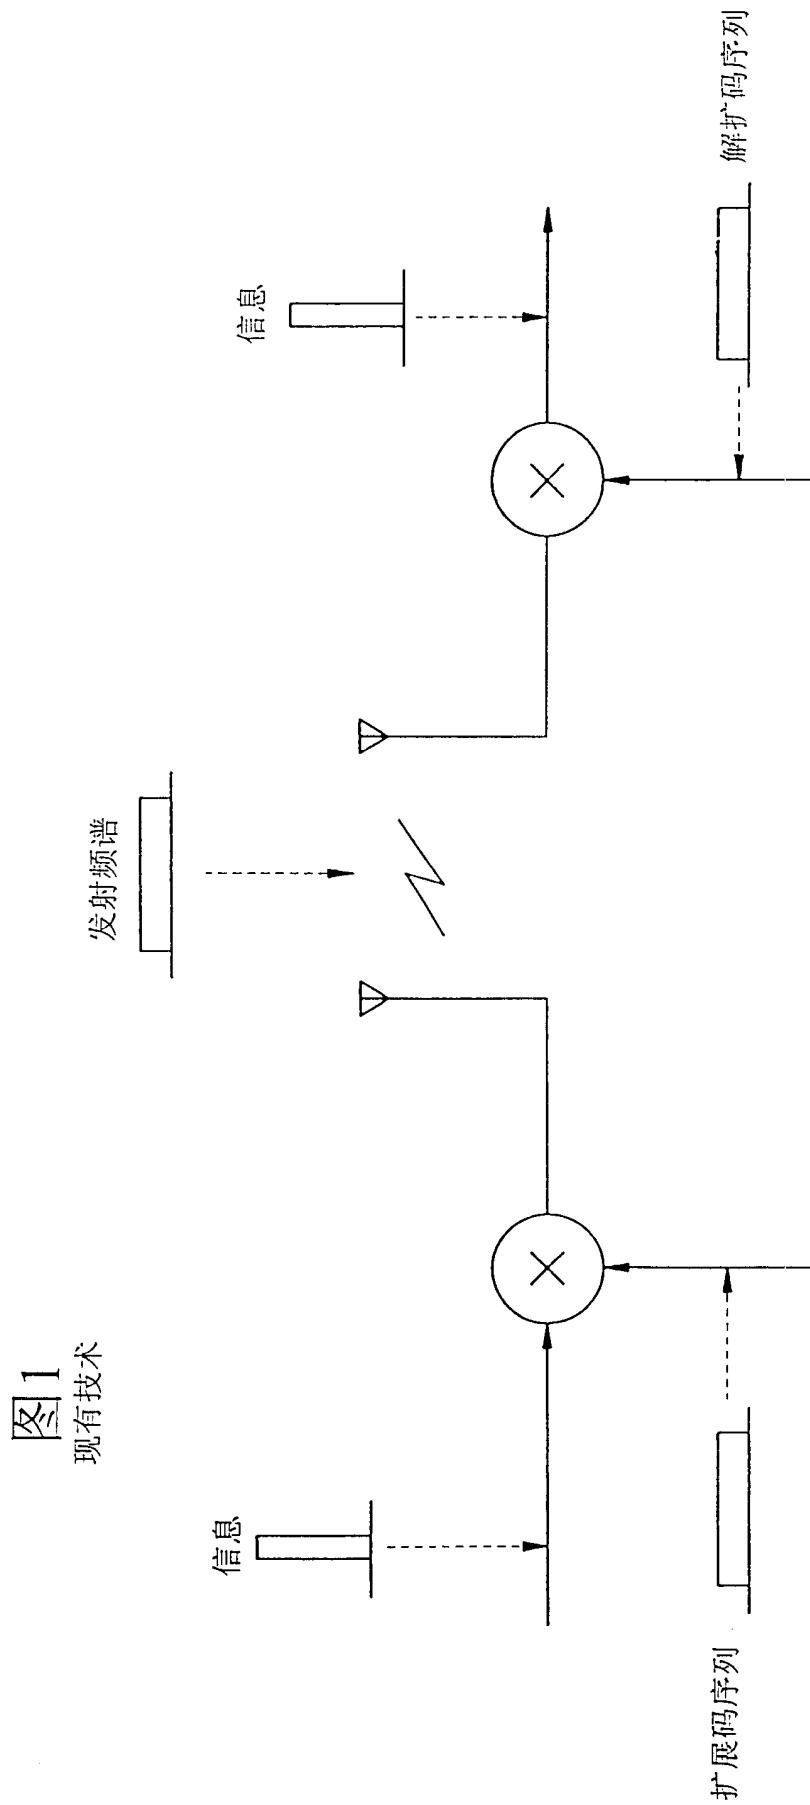 图1
现有技术
信息
发射频谱
信息
扩展码序列
解扩码序列